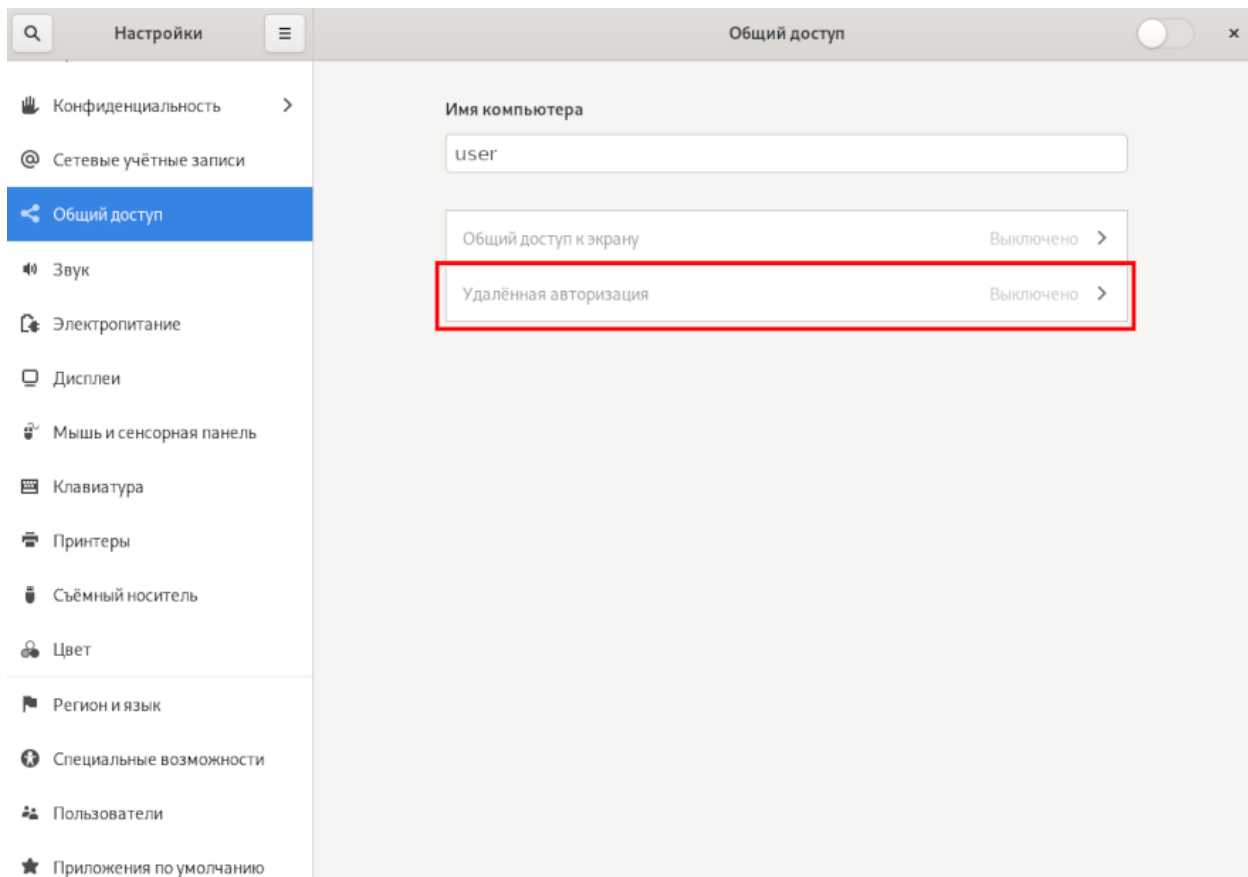 Настройки
Общий доступ
Конфиденциальность
Сетевые учётные записи
Общий доступ
Звук
Электропитание
Дисплеи
Мышь и сенсорная панель
Клавиатура
Принтеры
Съёмный носитель
Цвет
Регион и язык
Специальные возможности
Пользователи
Приложения по умолчанию
Имя компьютера
user
Общий доступ к экрану Выключено
Удалённая авторизация Выключено